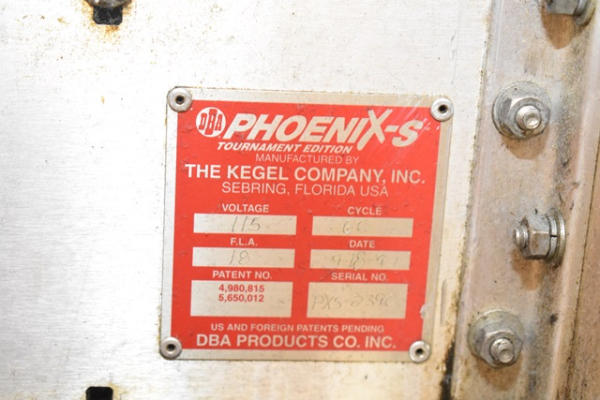 DBA PHOENIX-S
TOURNAMENT EDITION
MANUFACTURED BY
THE KEGEL COMPANY, INC.
SEBRING, FLORIDA USA
VOLTAGE CYCLE
115
F.L.A. DATE
18
PATENT NO. SERIAL NO.
4,980,815
5,650,012
US AND FOREIGN PATENTS PENDING
DBA PRODUCTS CO. INC.